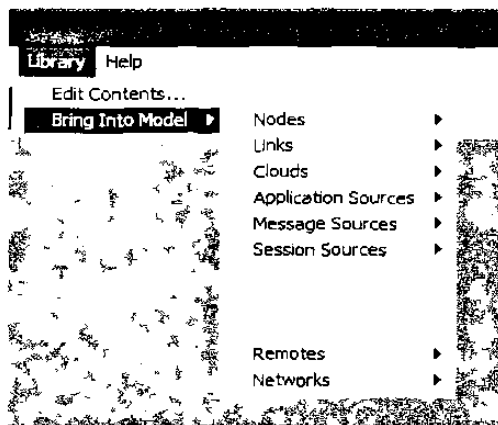 Library Help
Edit Contents...
Bring Into Model
Nodes
Links
Clouds
Application Sources
Message Sources
Session Sources
Remotes
Networks